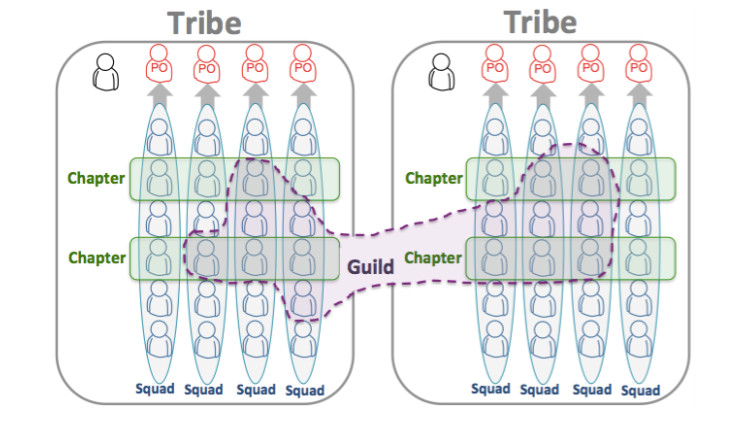 Tribe Tribe
PO PO PO PO PO PO PO PO
Chapter Chapter
Chapter Guild Chapter
Squad Squad Squad Squad Squad Squad Squad Squad